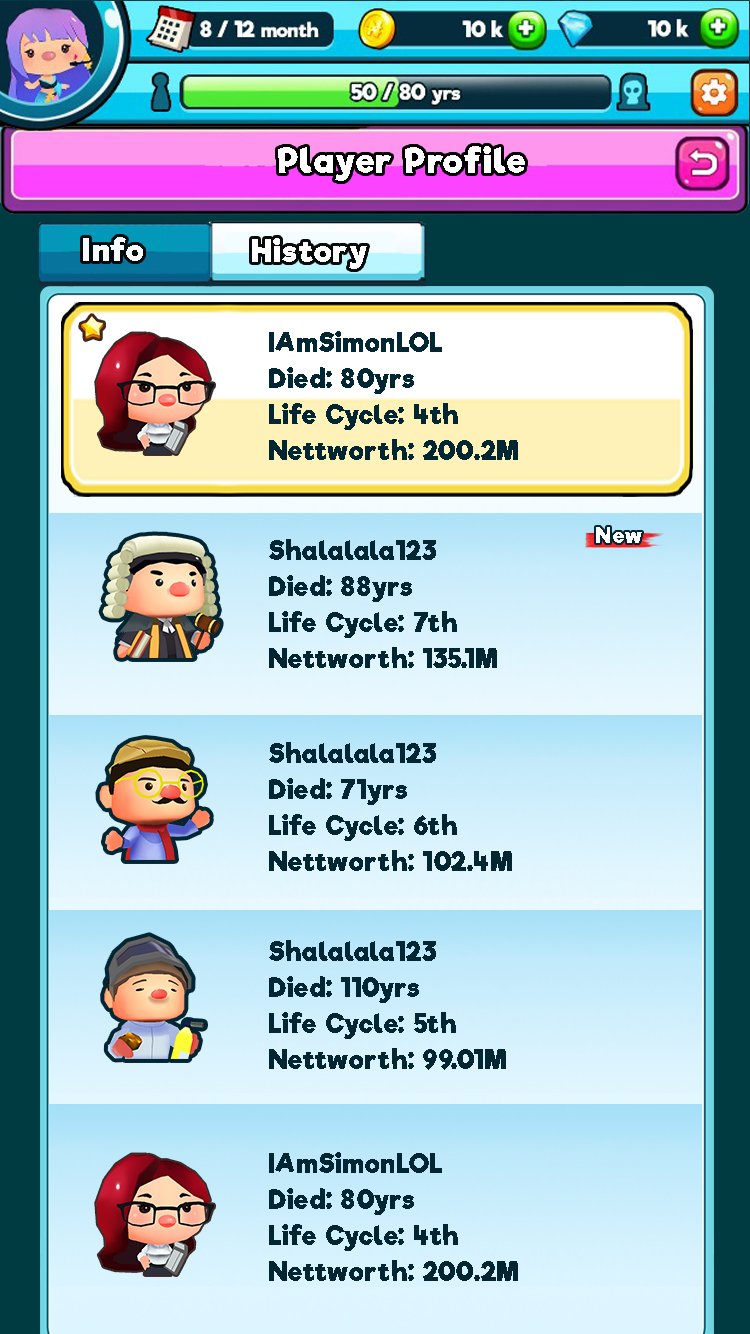 8 / 12 month
10 k
10 k
50 / 80 yrs
Player Profile
Info
History
IAmSimonLOL
Died: 80yrs
Life Cycle: 4th
Nettworth: 200.2M
New
Shalalala123
Died: 88yrs
Life Cycle: 7th
Nettworth: 135.1M
Shalalala123
Died: 71yrs
Life Cycle: 6th
Nettworth: 102.4M
Shalalala123
Died: 110yrs
Life Cycle: 5th
Nettworth: 99.01M
IAmSimonLOL
Died: 80yrs
Life Cycle: 4th
Nettworth: 200.2M